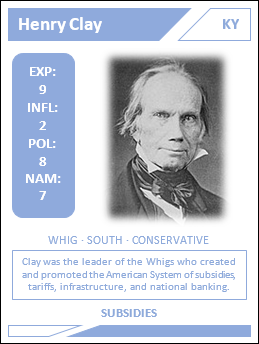 Henry Clay
KY
EXP:
9
INFL:
2
POL:
8
NAM:
7
WHIG · SOUTH · CONSERVATIVE
Clay was the leader of the Whigs who created
and promoted the American System of subsidies,
tariffs, infrastructure, and national banking.
SUBSIDIES